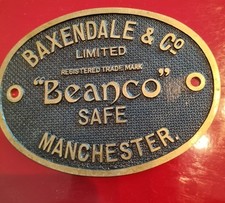 BAXENDALE & Co
LIMITED
REGISTERED TRADE MARK
"Beanco"
SAFE
MANCHESTER.